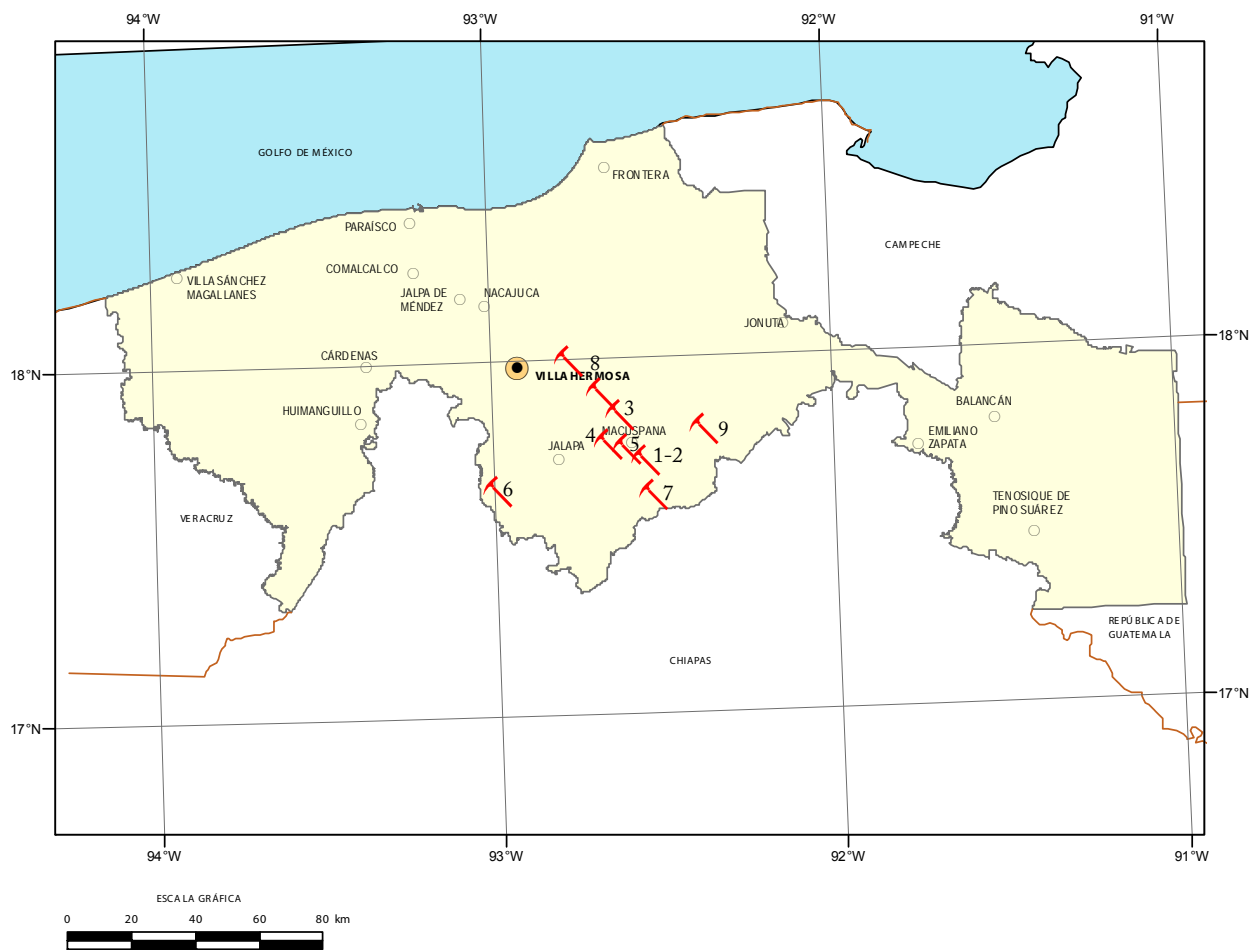 94°W 93°W 92°W 91°W
GOLFO DE MÉXICO
FRONTERA
PARAÍSCO
CAMPECHE
COMALCALCO
VILLA SÁNCHEZ
MAGALLANES
JALPA DE
MÉNDEZ
NACAJUCA
JONUTA
18°N
CÁRDENAS
8
18°N
VILLAHERMOSA
BALANCÁN
HUIMANGUILLO
3
9
MACUSPANA
4
5
EMILIANO
ZAPATA
JALAPA
1-2
6
7
TENOSIQUE DE
PINO SUÁREZ
VERACRUZ
REPÚBLICA DE
GUATEMALA
CHIAPAS
17°N
17°N
94°W 93°W 92°W 91°W
ESCALA GRÁFICA
0 20 40 60 80 km